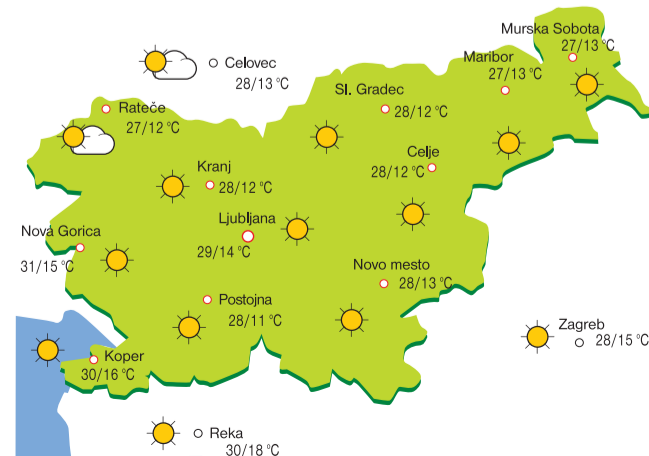 Murska Sobota
27/13 °C
Maribor
27/13 °C
Celovec
28/13 °C
Sl. Gradec
28/12 °C
Rateče
27/12 °C
Celje
28/12 °C
Kranj
28/12 °C
Ljubljana
29/14 °C
Nová Gorica
31/15 °C
Novo mesto
28/13 °C
Postojna
28/11 °C
Zagreb
28/15 °C
Koper
30/16 °C
Reka
30/18 °C